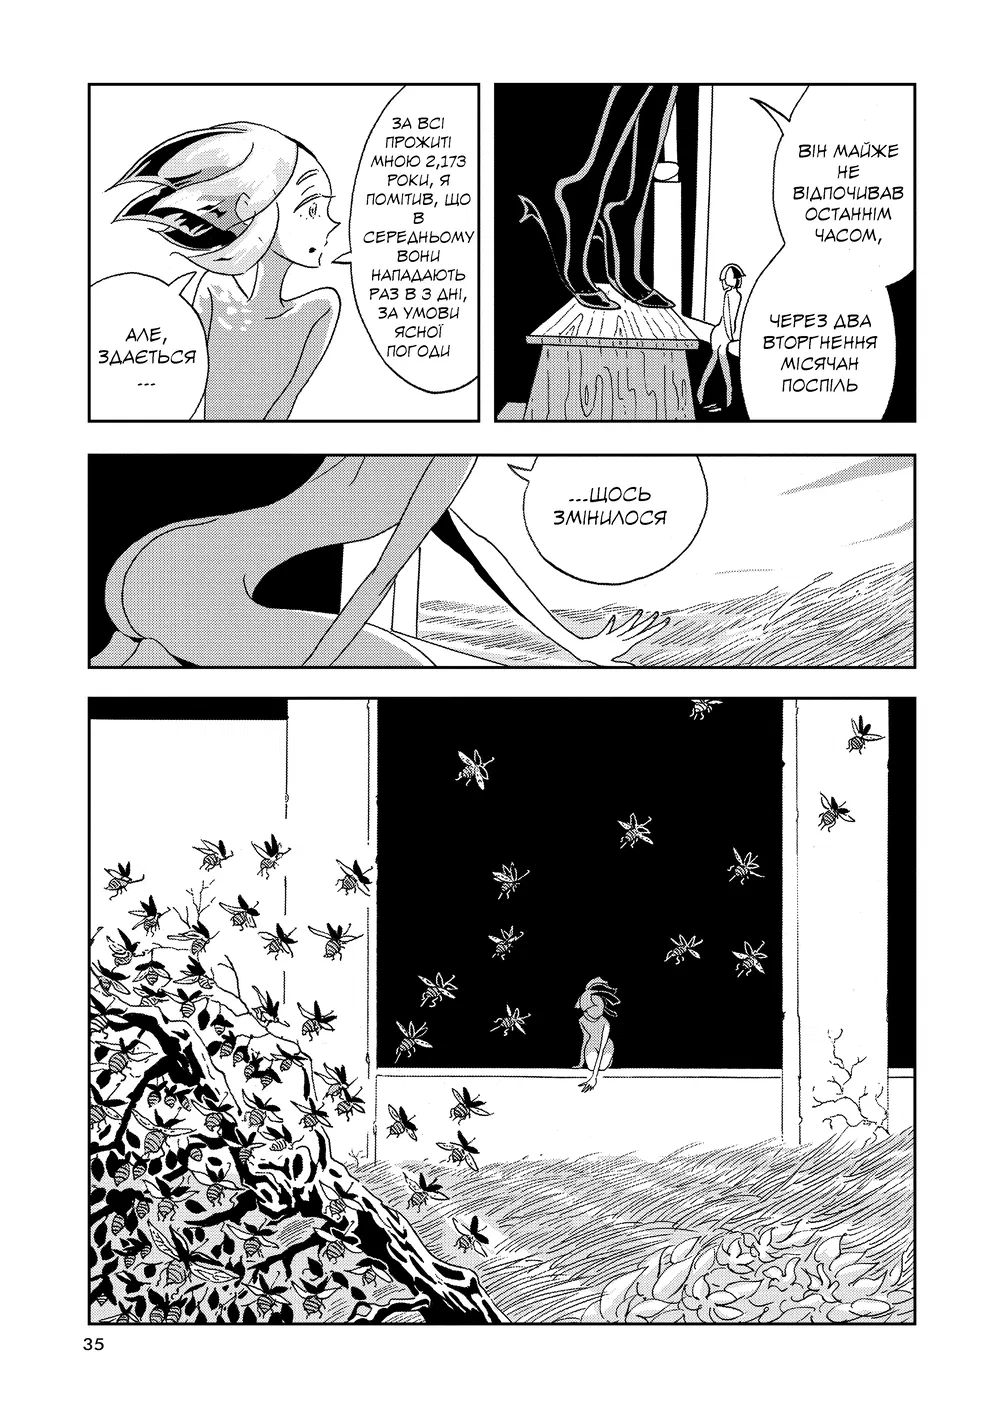 ВІН МАЙЖЕ
НЕ
ВІДПОЧИВАВ
ОСТАННІМ
ЧАСОМ,
ЧЕРЕЗ ДВА
ВТОРГНЕННЯ
МІСЯЧАН
ПОСПІЛЬ
ЗА ВСІ
ПРОЖИТІ
МНОЮ 2,173
РОКИ, Я
ПОМІТИВ, ЩО
В
СЕРЕДНЬОМУ
ВОНИ
НАПАДАЮТЬ
РАЗ В 3 ДНІ,
ЗА УМОВИ
ЯСНОЇ
ПОГОДИ
АЛЕ,
ЗДАЄТЬСЯ
...
...ЩОСЬ
ЗМІНИЛОСЯ
35